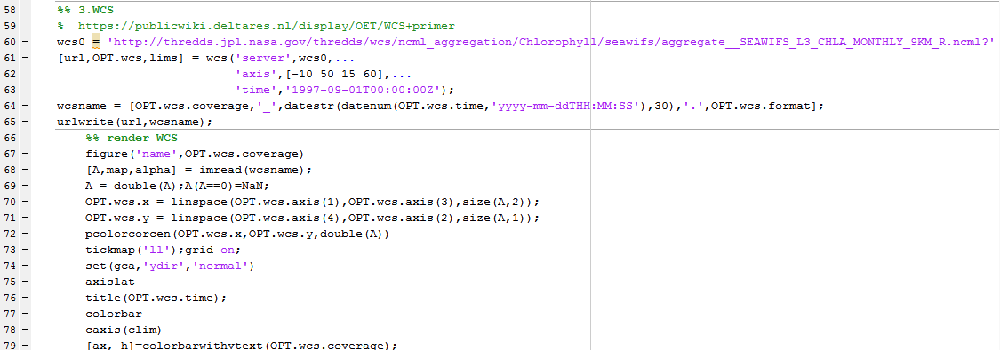 58 %% 3.WCS
59 % https://publicwiki.deltares.nl/display/OET/WCS+primer
60 – wcs0 = 'http://thredds.jpl.nasa.gov/thredds/wcs/ncml_aggregation/Chlorophyll/seawifs/aggregate__SEAWIFS_L3_CHLA_MONTHLY_9KM_R.ncml?'
61 – [url,OPT.wcs,lims] = wcs('server',wcs0,...
62 'axis',[-10 50 15 60],...
63 'time','1997-09-01T00:00:00Z');
64 – wcsname = [OPT.wcs.coverage,'_',datestr(datenum(OPT.wcs.time,'yyyy-mm-ddTHH:MM:SS'),30),'.',OPT.wcs.format];
65 – urlwrite(url,wcsname);
66 %% render WCS
67 – figure('name',OPT.wcs.coverage)
68 – [A,map,alpha] = imread(wcsname);
69 – A = double(A);A(A==0)=NaN;
70 – OPT.wcs.x = linspace(OPT.wcs.axis(1),OPT.wcs.axis(3),size(A,2));
71 – OPT.wcs.y = linspace(OPT.wcs.axis(4),OPT.wcs.axis(2),size(A,1));
72 – pcolorcorcen(OPT.wcs.x,OPT.wcs.y,double(A))
73 – tickmap('ll');grid on;
74 – set(gca,'ydir','normal')
75 – axislat
76 – title(OPT.wcs.time);
77 – colorbar
78 – caxis(clim)
79 – [ax, h]=colorbarwithvtext(OPT.wcs.coverage);